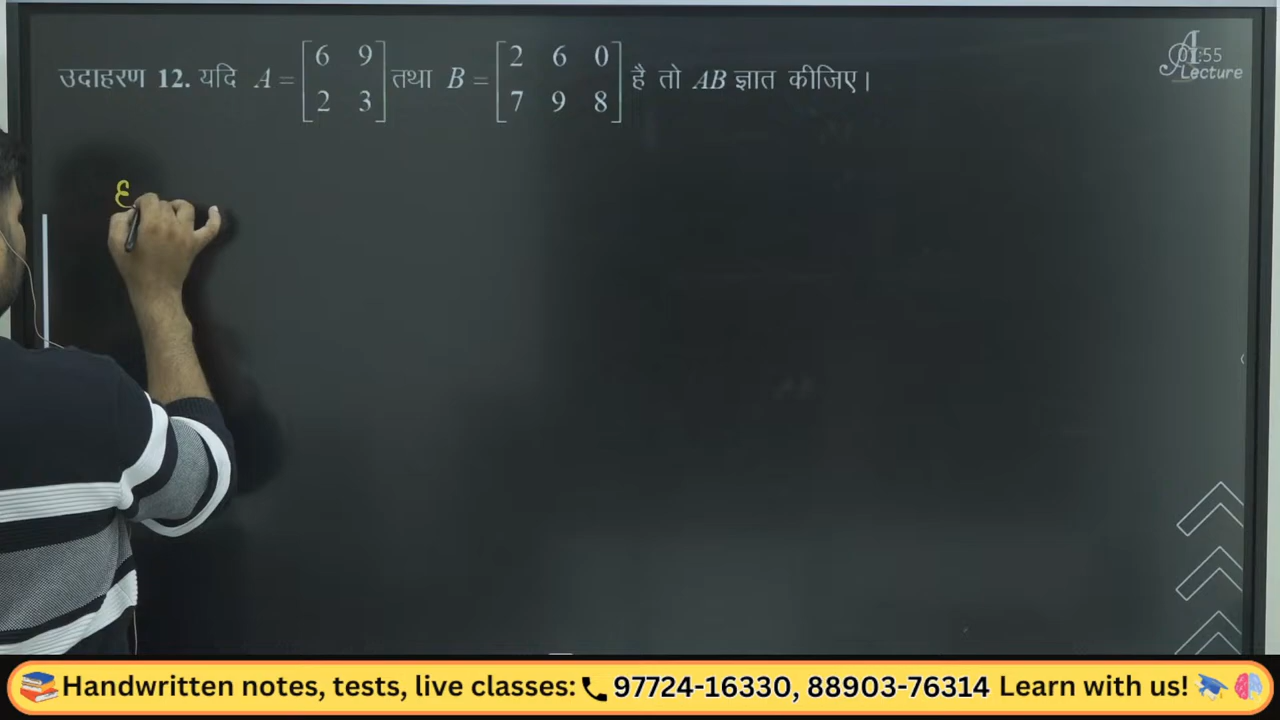 उदाहरण 12. यदि A = [6 9 2 3] तथा B = [2 6 0 7 9 8] है तो AB ज्ञात कीजिए।
A
01:55
Lecture
Handwritten notes, tests, live classes: 97724-16330, 88903-76314 Learn with us!